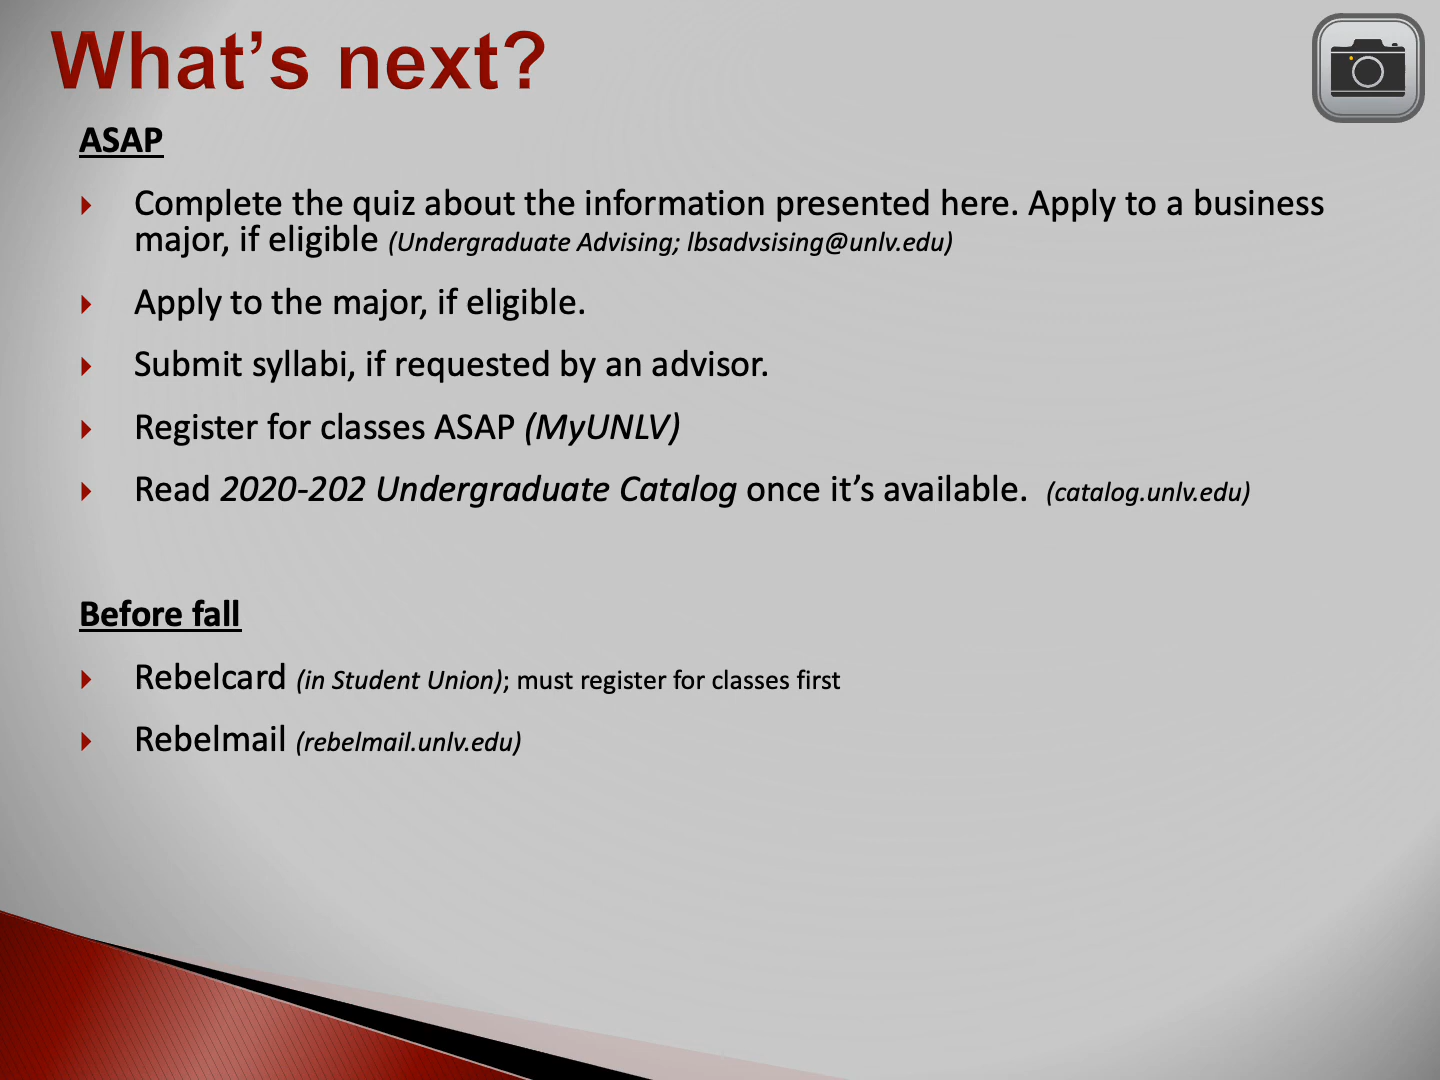 What’s next?
ASAP
Complete the quiz about the information presented here. Apply to a business
major, if eligible (Undergraduate Advising; lbsadvsising@unlv.edu)
Apply to the major, if eligible.
Submit syllabi, if requested by an advisor.
Register for classes ASAP (MyUNLV)
Read 2020-202 Undergraduate Catalog once it’s available. (catalog.unlv.edu)
Before fall
Rebelcard (in Student Union); must register for classes first
Rebelmail (rebelmail.unlv.edu)